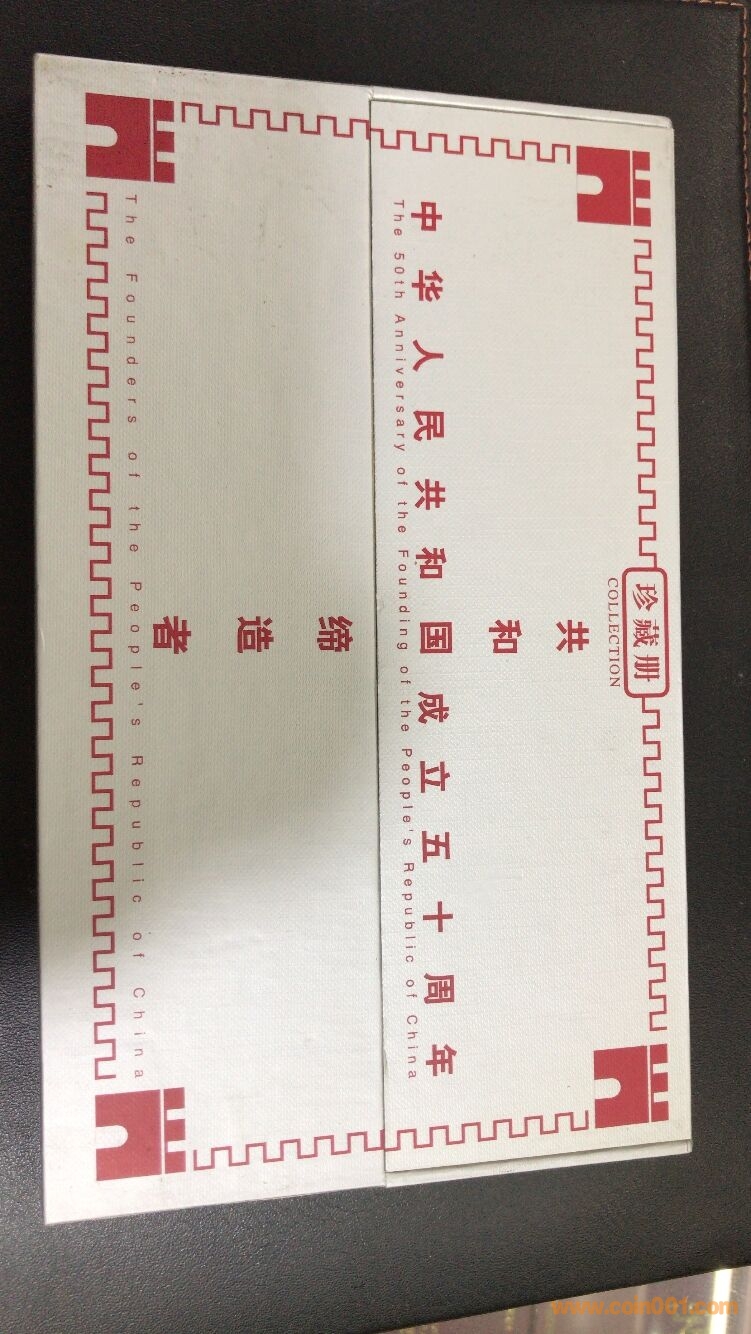 珍藏册
COLLECTION
共
和
中华人民共和国成立五十周年
The 50th Anniversary of the Founding of the People's Republic of China
缔
造
者
The Founders of the People's Republic of China
www.coin001.com